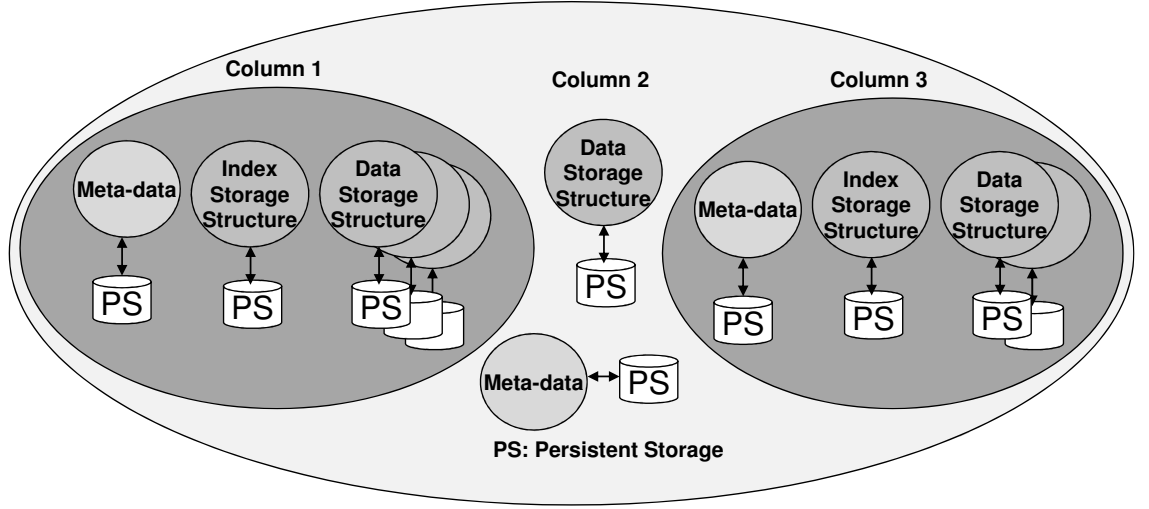 Column 1
Column 2
Column 3
Meta-data
Index
Storage
Structure
Data
Storage
Structure
Data
Storage
Structure
Meta-data
Index
Storage
Structure
Data
Storage
Structure
PS
PS
PS
PS
PS
PS
PS
Meta-data
PS
PS: Persistent Storage